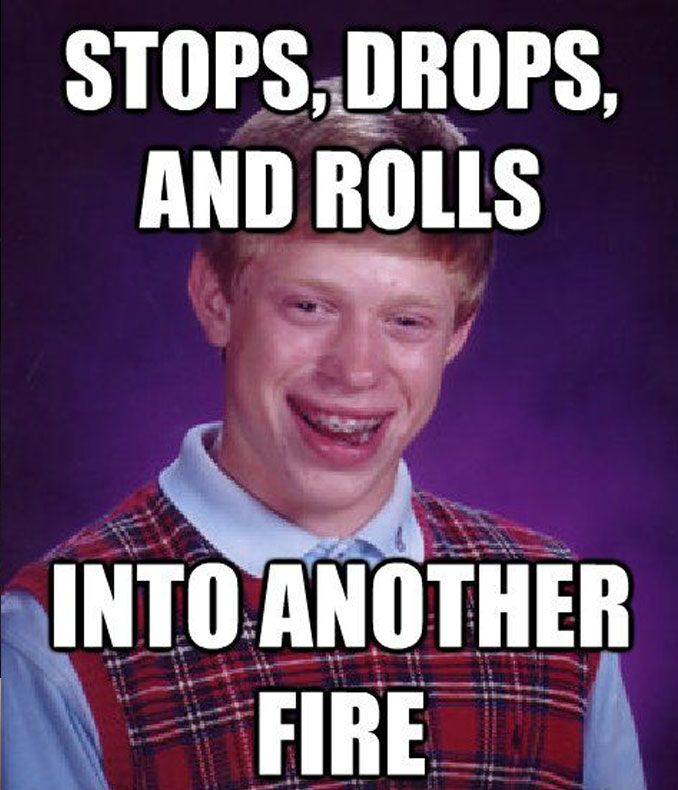 STOPS, DROPS,
AND ROLLS
INTO ANOTHER
FIRE